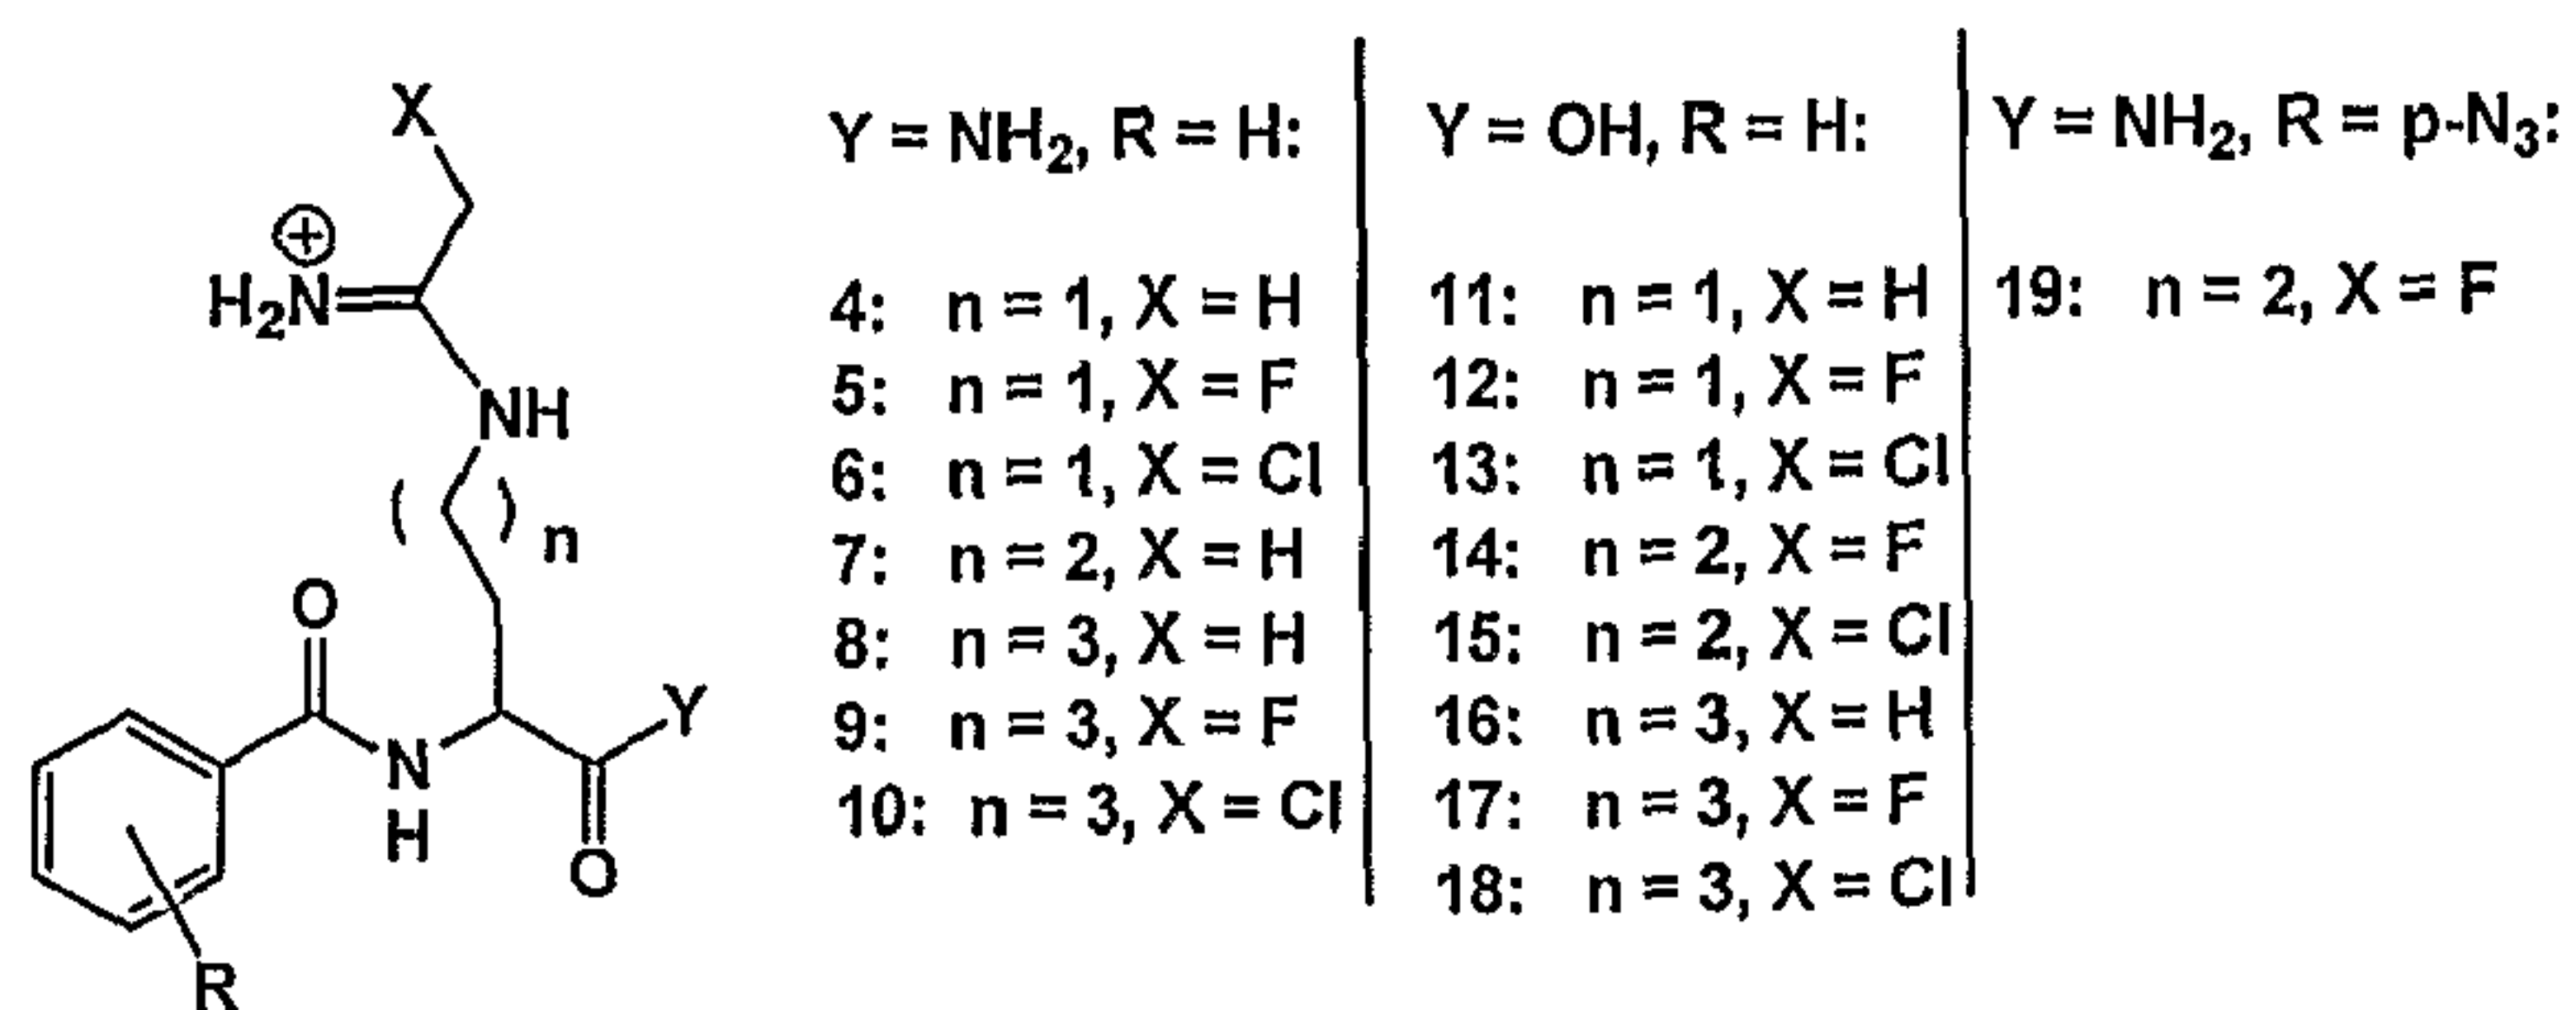 X
⊕
H₂N
NH
( ) n
O
N
H
Y
O
R
Y = NH₂, R = H:
4: n = 1, X = H
5: n = 1, X = F
6: n = 1, X = Cl
7: n = 2, X = H
8: n = 3, X = H
9: n = 3, X = F
10: n = 3, X = Cl
Y = OH, R = H:
11: n = 1, X = H
12: n = 1, X = F
13: n = 1, X = Cl
14: n = 2, X = F
15: n = 2, X = Cl
16: n = 3, X = H
17: n = 3, X = F
18: n = 3, X = Cl
Y = NH₂, R = p-N₃:
19: n = 2, X = F